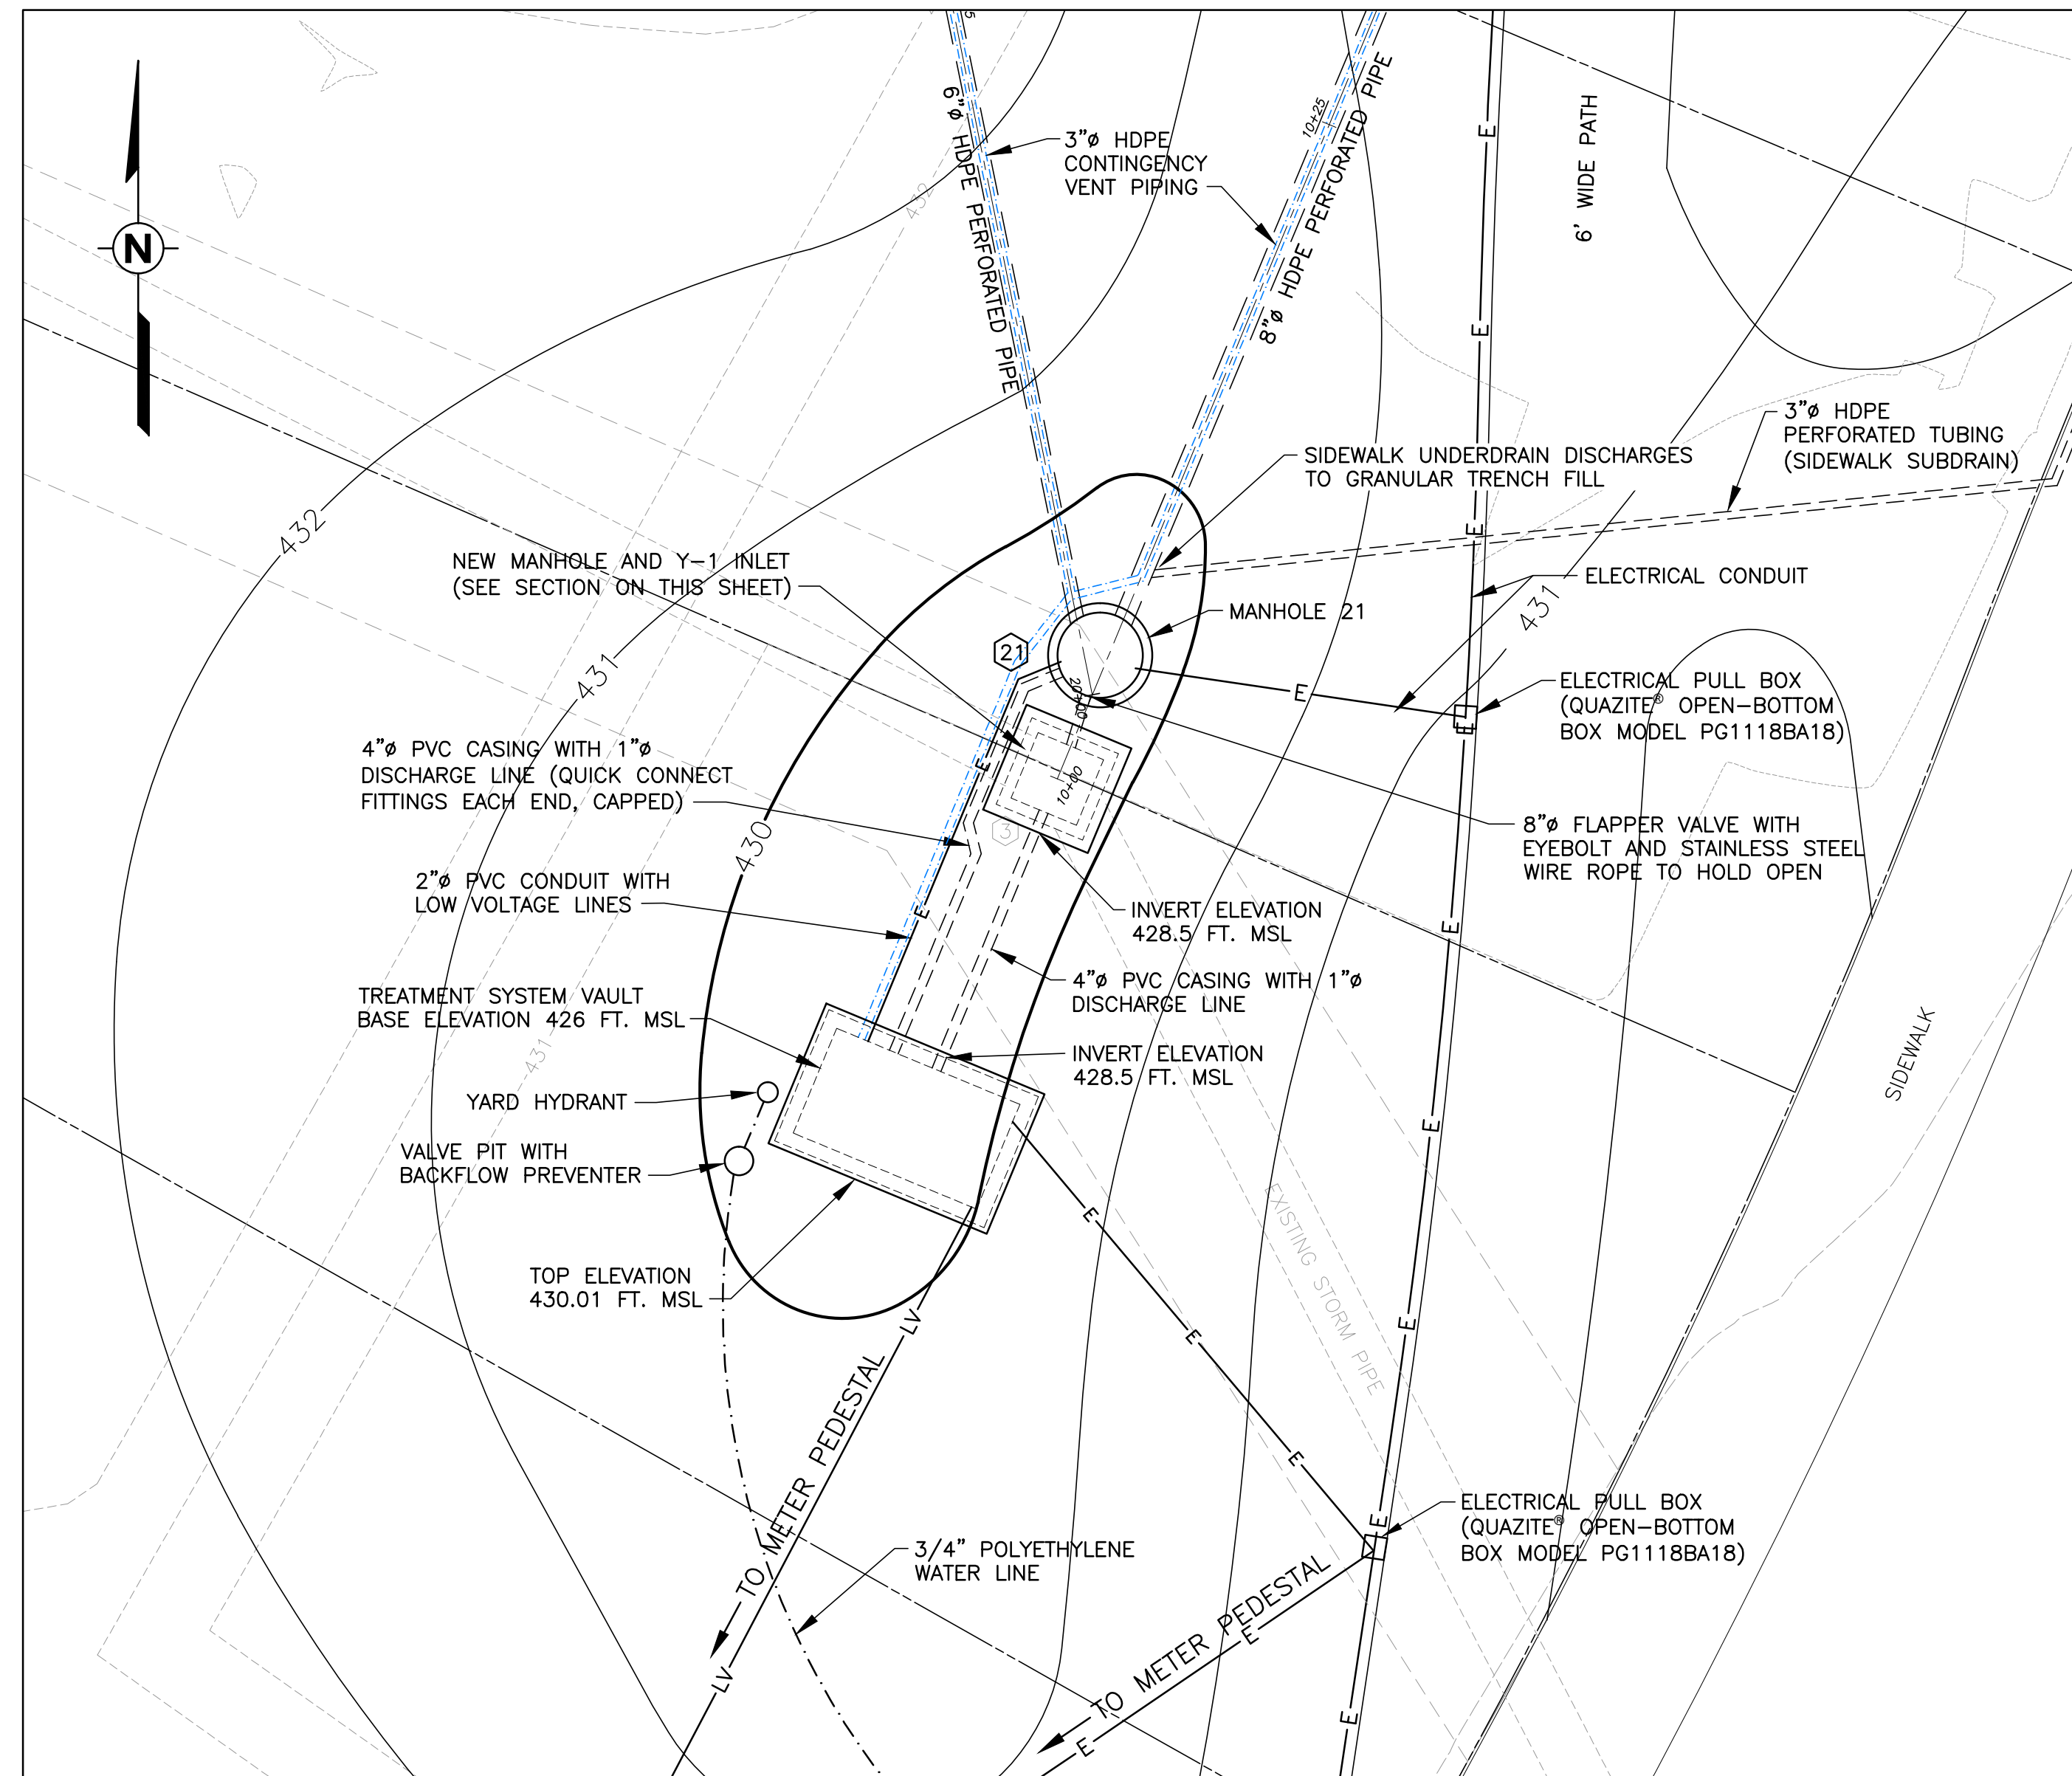 N
6"ø HDPE PERFORATED PIPE
3"ø HDPE
CONTINGENCY
VENT PIPING
10+25
8"ø HDPE PERFORATED PIPE
E
E
6' WIDE PATH
432
3"ø HDPE
PERFORATED TUBING
(SIDEWALK SUBDRAIN)
SIDEWALK UNDERDRAIN DISCHARGES
TO GRANULAR TRENCH FILL
E
432
NEW MANHOLE AND Y-1 INLET
(SEE SECTION ON THIS SHEET)
ELECTRICAL CONDUIT
431
MANHOLE 21
21
431
20+00
E
E
ELECTRICAL PULL BOX
(QUAZITE® OPEN-BOTTOM
BOX MODEL PG1118BA18)
4"ø PVC CASING WITH 1"ø
DISCHARGE LINE (QUICK CONNECT
FITTINGS EACH END, CAPPED)
E
10+00
3
430
8"ø FLAPPER VALVE WITH
EYEBOLT AND STAINLESS STEEL
WIRE ROPE TO HOLD OPEN
2"ø PVC CONDUIT WITH
LOW VOLTAGE LINES
E
INVERT ELEVATION
428.5 FT. MSL
E
4"ø PVC CASING WITH 1"ø
DISCHARGE LINE
TREATMENT SYSTEM VAULT
BASE ELEVATION 426 FT. MSL
431
INVERT ELEVATION
428.5 FT. MSL
SIDEWALK
YARD HYDRANT
E
VALVE PIT WITH
BACKFLOW PREVENTER
E
EXISTING STORM PIPE
TOP ELEVATION
430.01 FT. MSL
LV
E
E
TO METER PEDESTAL
E
E
ELECTRICAL PULL BOX
(QUAZITE® OPEN-BOTTOM
BOX MODEL PG1118BA18)
3/4" POLYETHYLENE
WATER LINE
TO METER PEDESTAL
E
LV
E
E